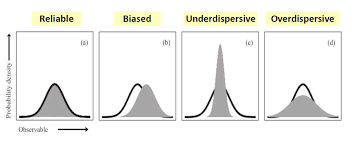 Reliable
Biased
Underdispersive
Overdispersive
(a)
(b)
(c)
(d)
Probability density
Observable